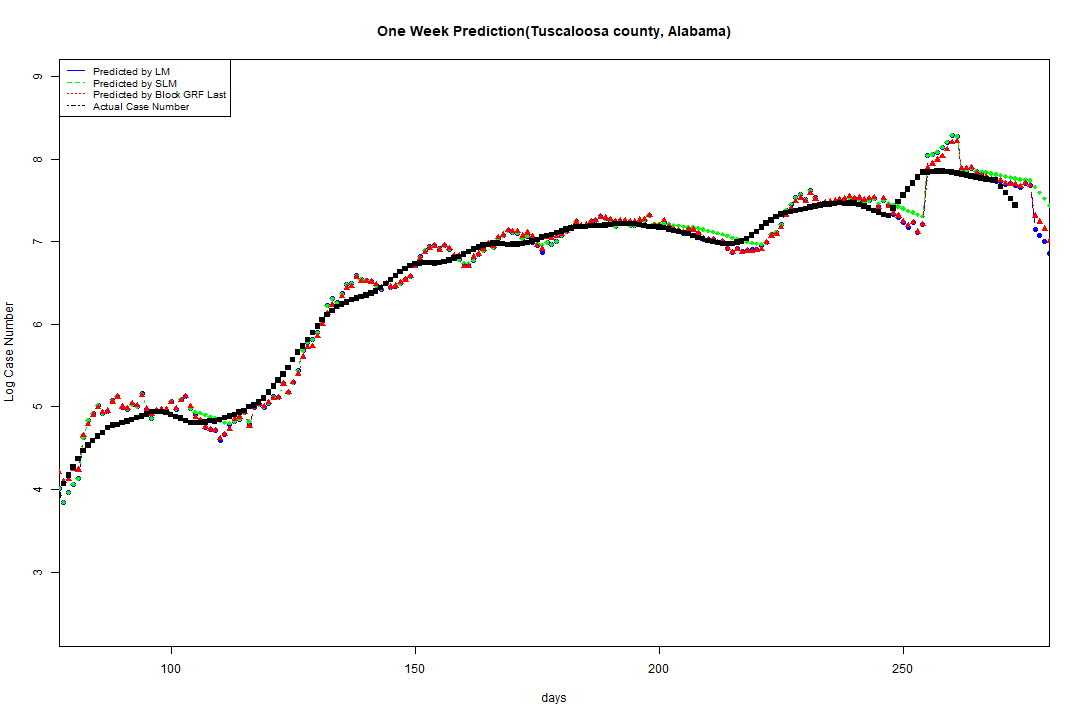 One Week Prediction(Tuscaloosa county, Alabama)
Predicted by LM
Predicted by SLM
Predicted by Block GRF Last
Actual Case Number
9
8
7
6
5
4
3
Log Case Number
100 150 200 250
days